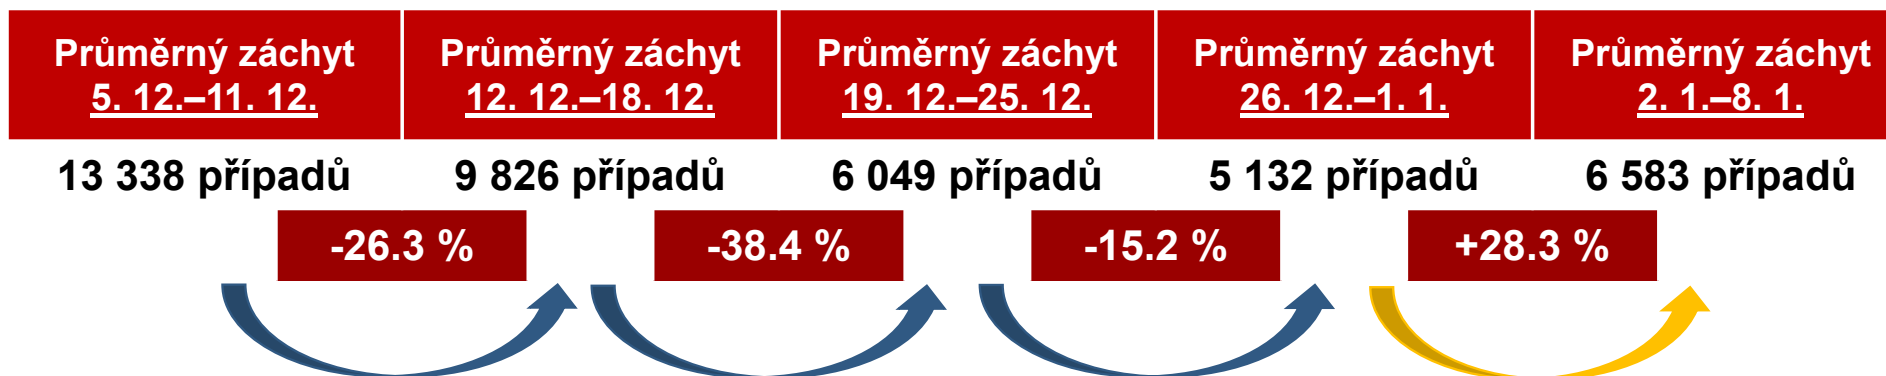 Průměrný záchyt
5. 12.–11. 12.
Průměrný záchyt
12. 12.–18. 12.
Průměrný záchyt
19. 12.–25. 12.
Průměrný záchyt
26. 12.–1. 1.
Průměrný záchyt
2. 1.–8. 1.
13 338 případů
9 826 případů
6 049 případů
5 132 případů
6 583 případů
-26.3 %
-38.4 %
-15.2 %
+28.3 %